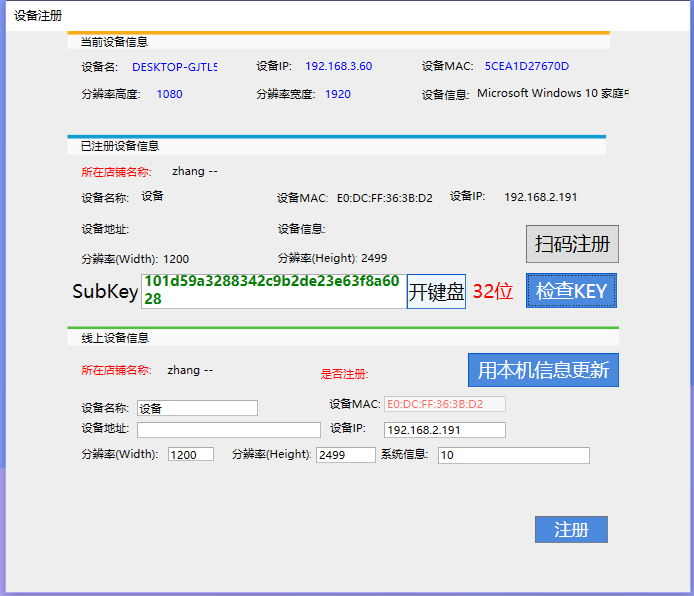 设备注册
当前设备信息
设备名: DESKTOP-GJTL5 设备IP: 192.168.3.60 设备MAC: 5CEA1D27670D
分辨率高度: 1080 分辨率宽度: 1920 设备信息: Microsoft Windows 10 家庭
已注册设备信息
所在店铺名称: zhang --
设备名称: 设备 设备MAC: E0:DC:FF:36:3B:D2 设备IP: 192.168.2.191
设备地址: 设备信息:
扫码注册
分辨率(Width): 1200 分辨率(Height): 2499
SubKey 101d59a3288342c9b2de23e63f8a60
28
开键盘 32位 检查KEY
线上设备信息
所在店铺名称: zhang -- 是否注册: 用本机信息更新
设备名称: 设备 设备MAC: E0:DC:FF:36:3B:D2
设备地址: 设备IP: 192.168.2.191
分辨率(Width): 1200 分辨率(Height): 2499 系统信息: 10
注册